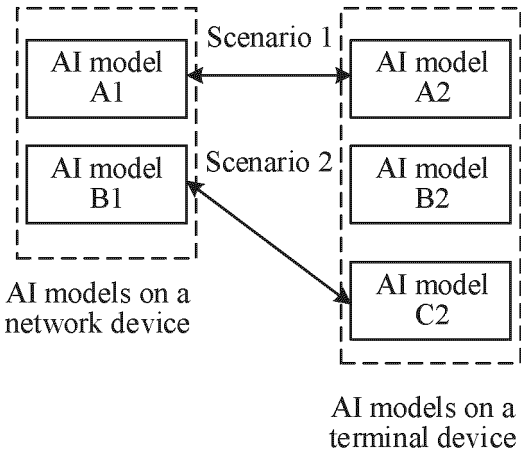 Scenario 1
AI model
A1
AI model
A2
Scenario 2
AI model
B1
AI model
B2
AI model
C2
AI models on a
network device
AI models on a
terminal device